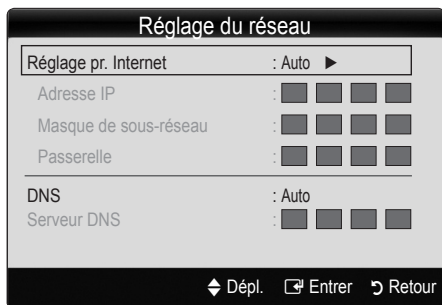 Réglage du réseau
Réglage pr. Internet : Auto ▶
Adresse IP :
Masque de sous-réseau :
Passerelle :
DNS : Auto
Serveur DNS :
Dépl. Entrer Retour